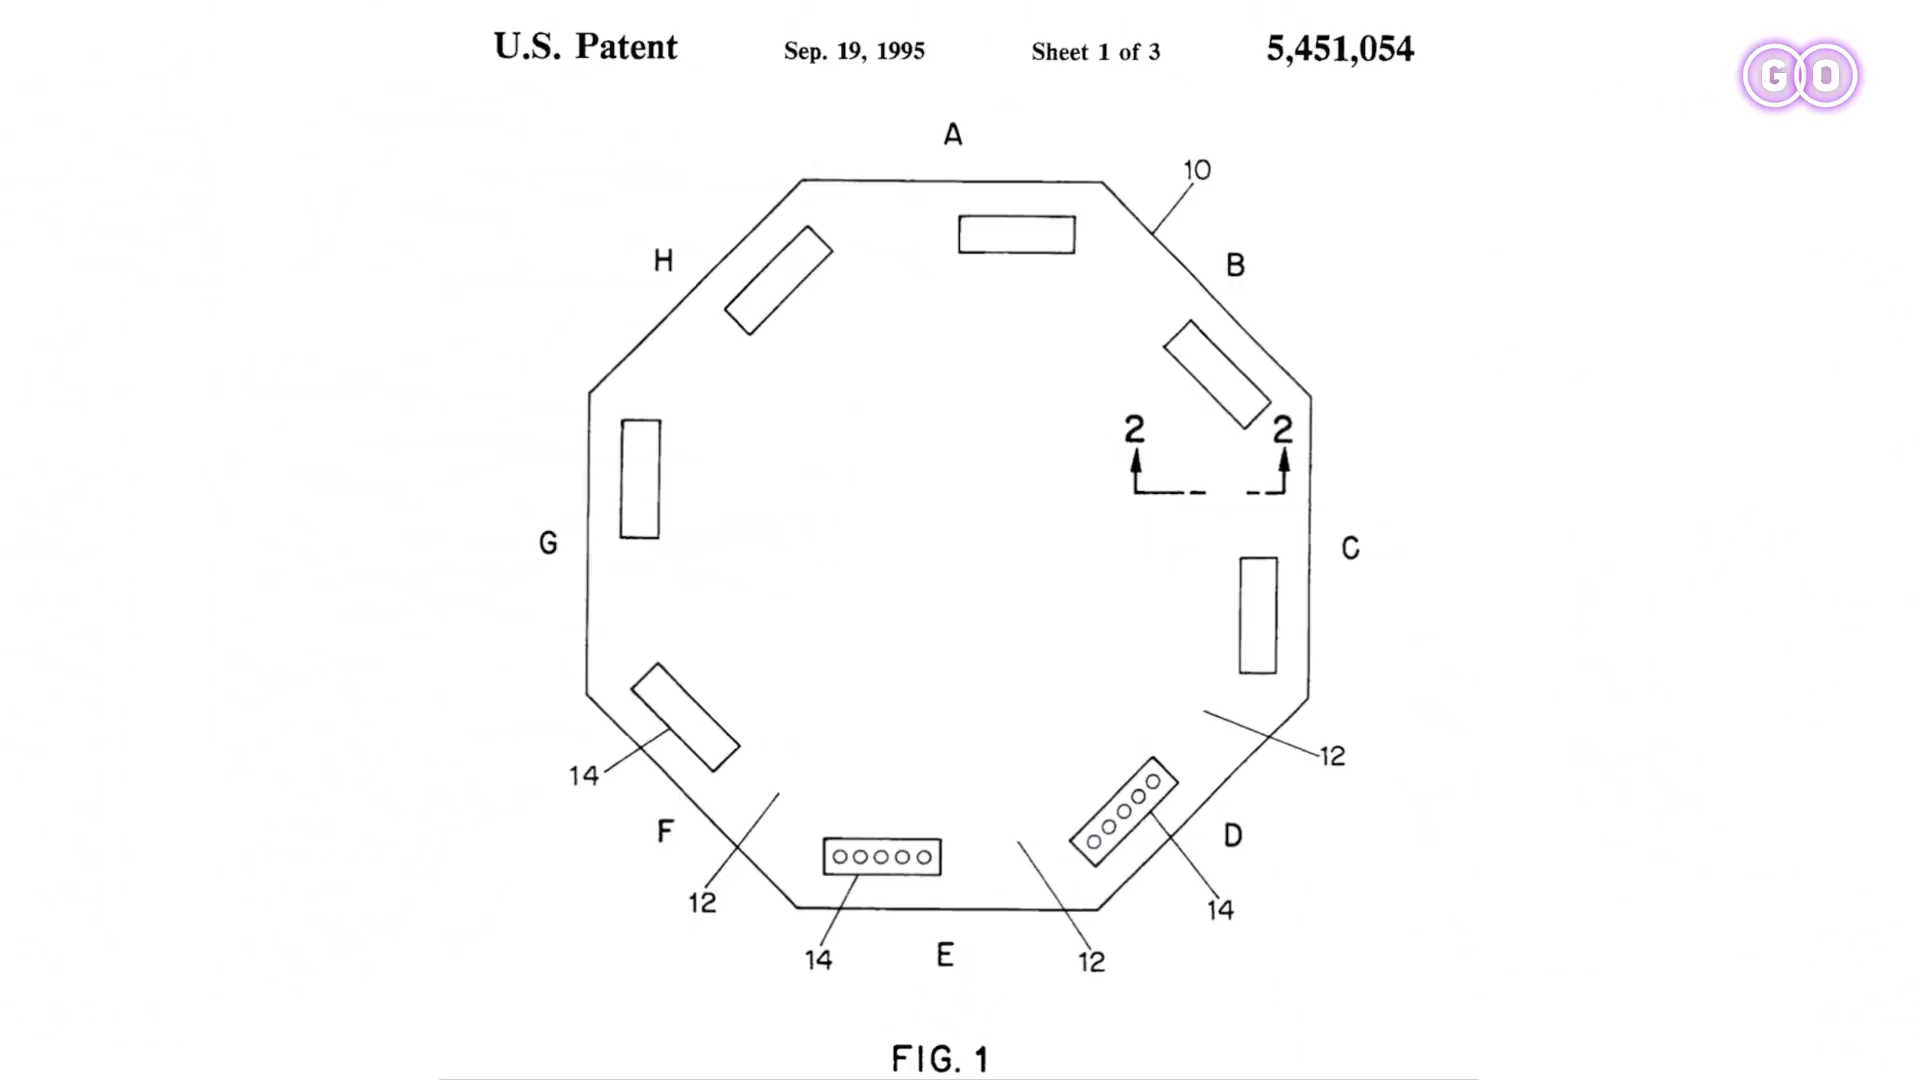 U.S. Patent Sep. 19, 1995 Sheet 1 of 3 5,451,054
GO
A
10
H
B
2 2
G
C
12
14
F
D
12
14
14
E
12
FIG. 1